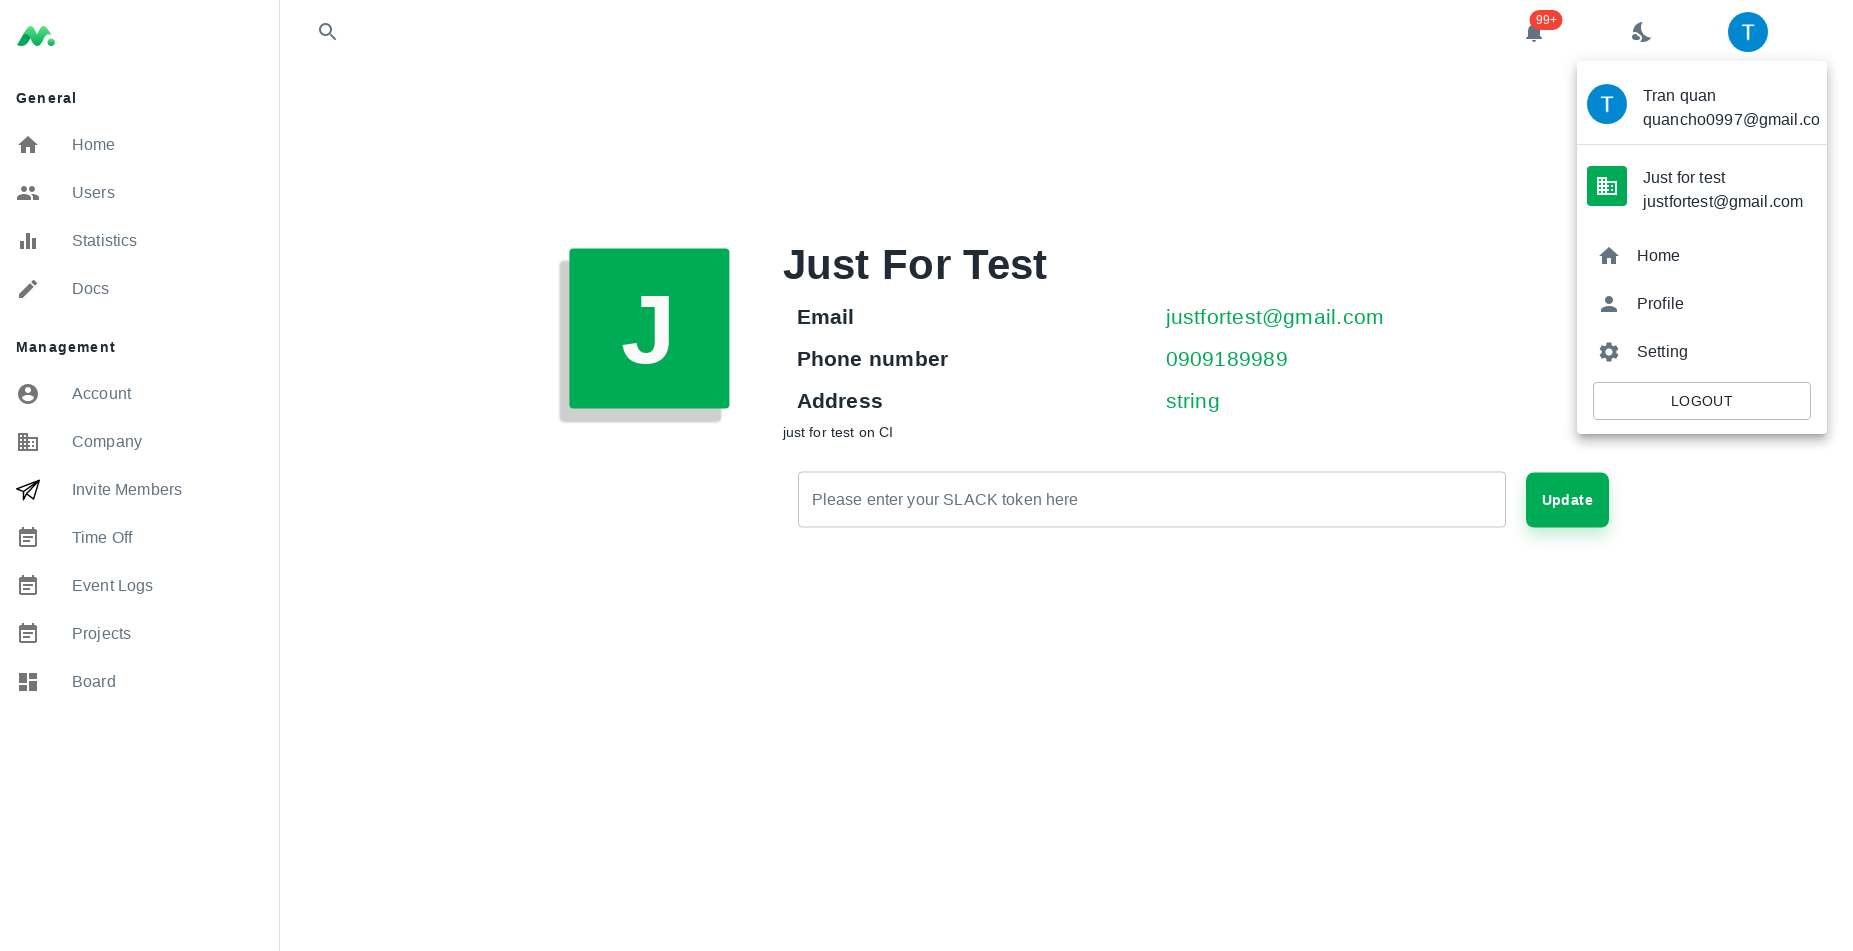 General
Home
Users
Statistics
Docs
Management
Account
Company
Invite Members
Time Off
Event Logs
Projects
Board
99+
T
T
Tran quan
quancho0997@gmail.co
Just for test
justfortest@gmail.com
Home
Profile
Setting
LOGOUT
J
Just For Test
Email justfortest@gmail.com
Phone number 0909189989
Address string
just for test on CI
Please enter your SLACK token here
Update